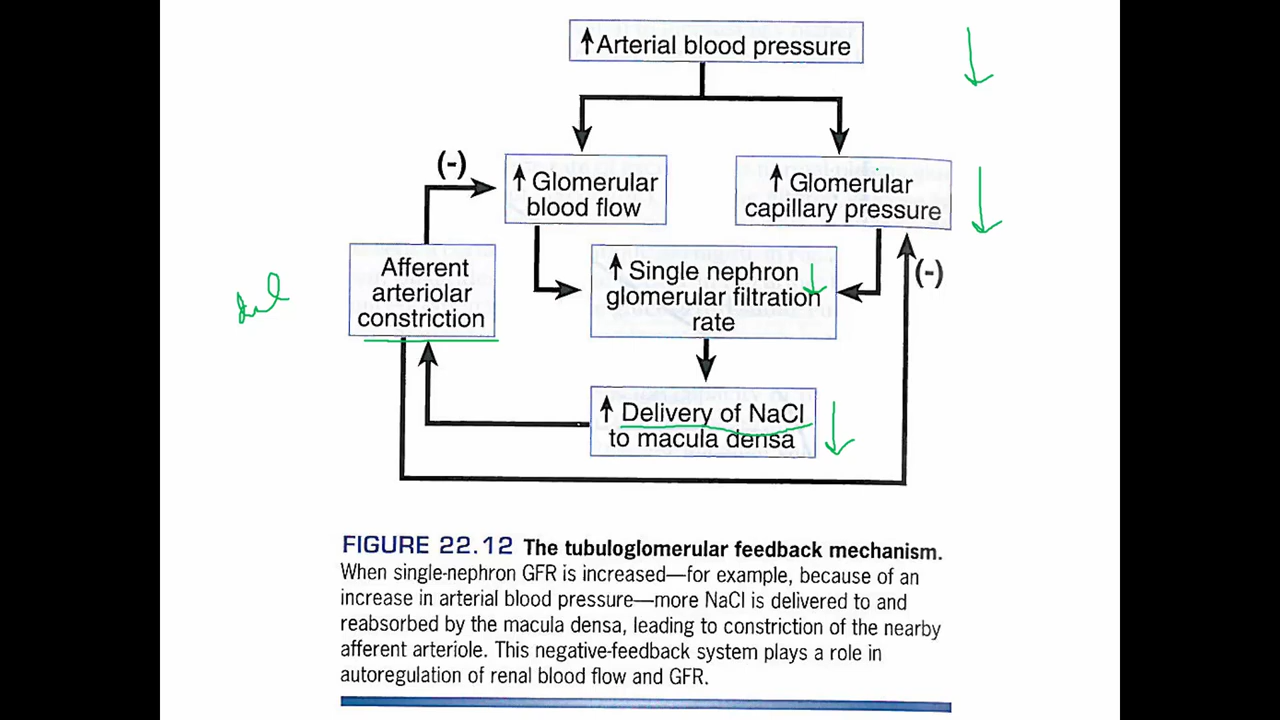 ↑ Arterial blood pressure
(-)
↑ Glomerular
blood flow
↑ Glomerular
capillary pressure
Afferent
arteriolar
constriction
↑ Single nephron
glomerular filtration
rate
(-)
↑ Delivery of NaCl
to macula densa
FIGURE 22.12 The tubuloglomerular feedback mechanism.
When single-nephron GFR is increased—for example, because of an
increase in arterial blood pressure—more NaCl is delivered to and
reabsorbed by the macula densa, leading to constriction of the nearby
afferent arteriole. This negative-feedback system plays a role in
autoregulation of renal blood flow and GFR.